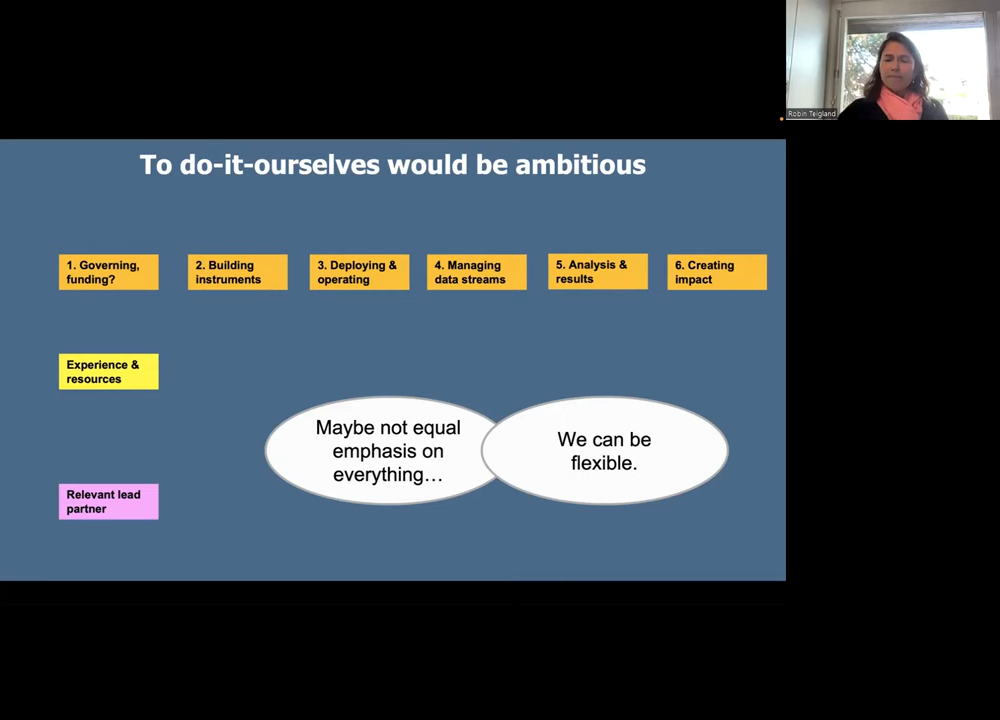 Robin Teigland
To do-it-ourselves would be ambitious
1. Governing,
funding?
2. Building
instruments
3. Deploying &
operating
4. Managing
data streams
5. Analysis &
results
6. Creating
impact
Experience &
resources
Maybe not equal
emphasis on
everything…
We can be
flexible.
Relevant lead
partner